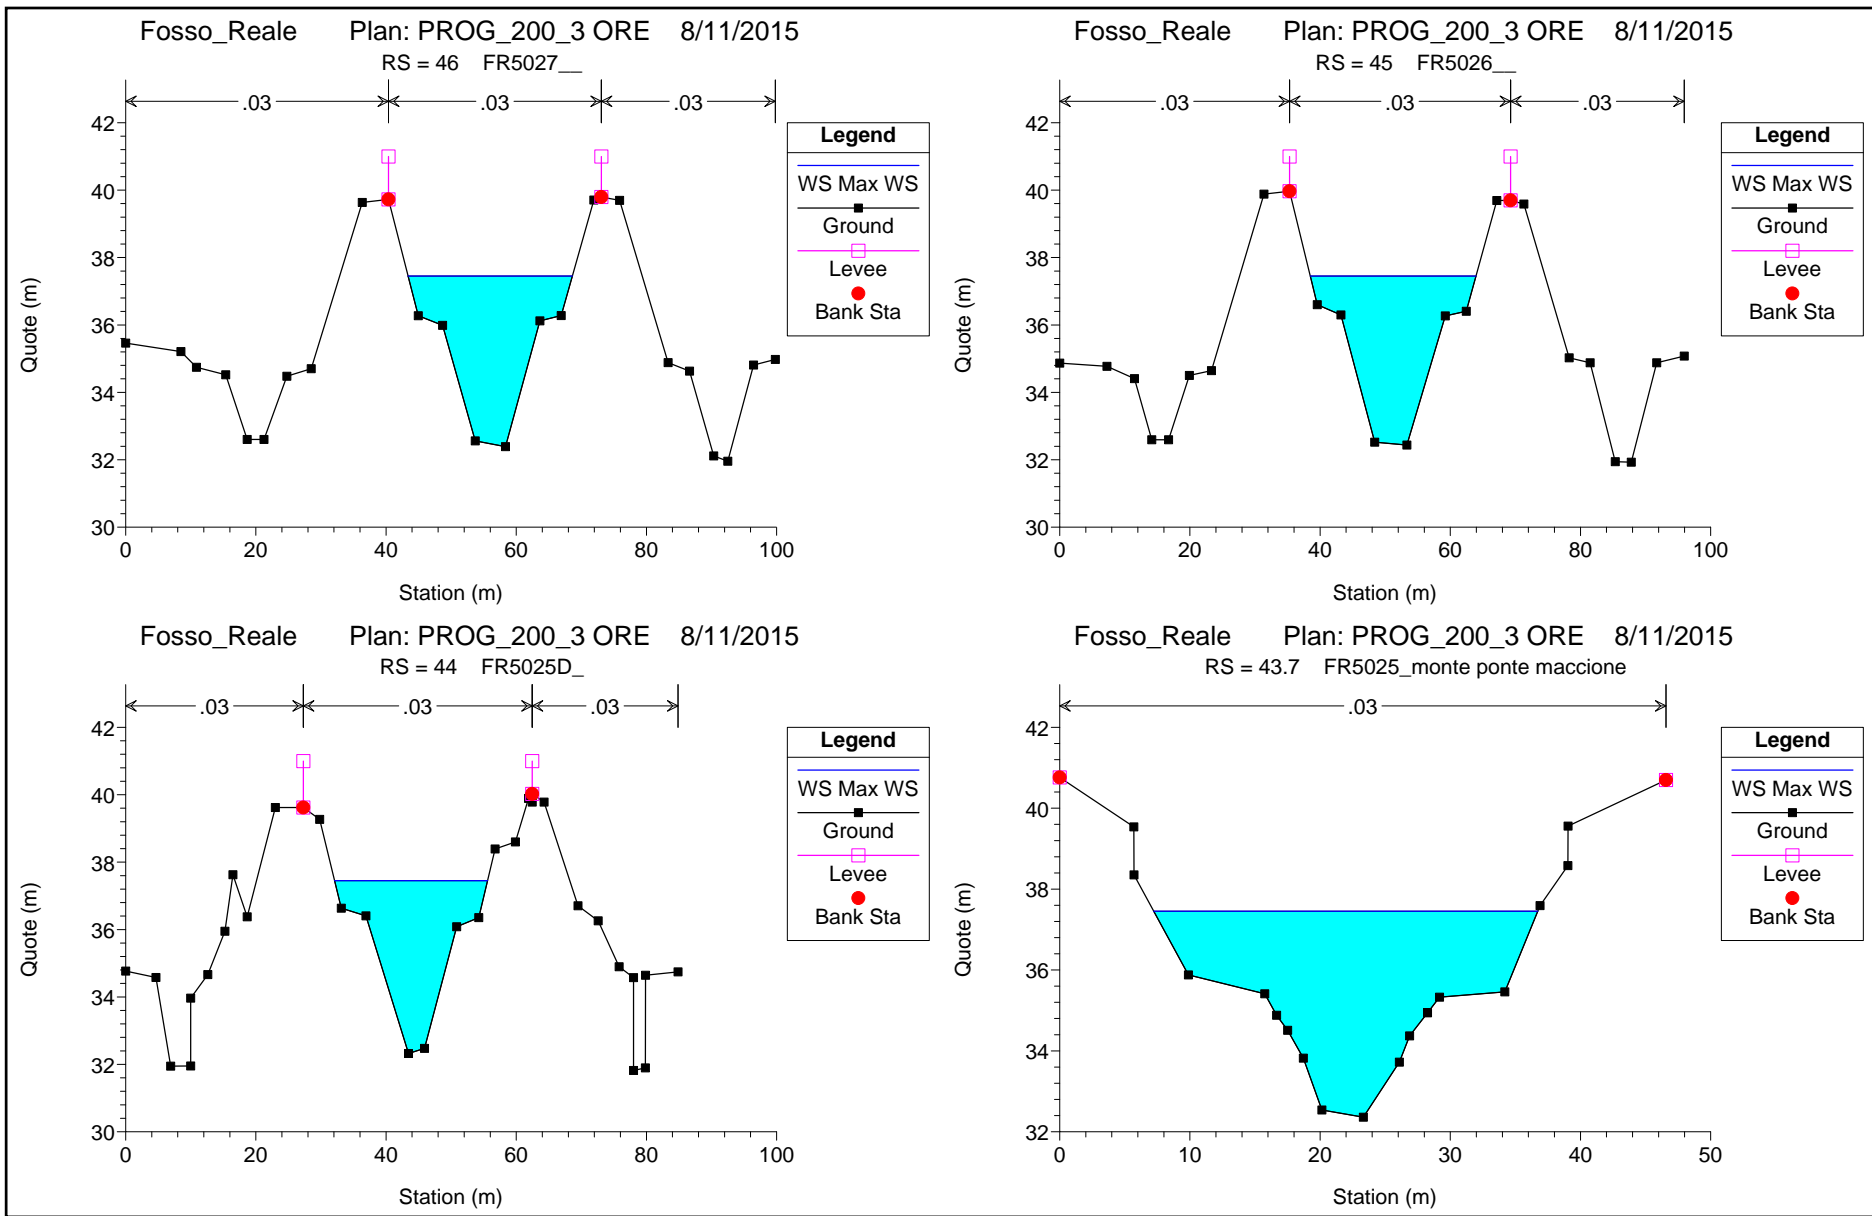 Fosso_Reale Plan: PROG_200_3 ORE 8/11/2015
RS = 46 FR5027__
.03 .03 .03
42
40
38
36
34
32
30
Quote (m)
0 20 40 60 80 100
Station (m)
Legend
WS Max WS
Ground
Levee
Bank Sta
Fosso_Reale Plan: PROG_200_3 ORE 8/11/2015
RS = 45 FR5026__
.03 .03 .03
42
40
38
36
34
32
30
Quote (m)
0 20 40 60 80 100
Station (m)
Legend
WS Max WS
Ground
Levee
Bank Sta
Fosso_Reale Plan: PROG_200_3 ORE 8/11/2015
RS = 44 FR5025D_
.03 .03 .03
42
40
38
36
34
32
30
Quote (m)
0 20 40 60 80 100
Station (m)
Legend
WS Max WS
Ground
Levee
Bank Sta
Fosso_Reale Plan: PROG_200_3 ORE 8/11/2015
RS = 43.7 FR5025_monte ponte maccione
.03
42
40
38
36
34
32
Quote (m)
0 10 20 30 40 50
Station (m)
Legend
WS Max WS
Ground
Levee
Bank Sta